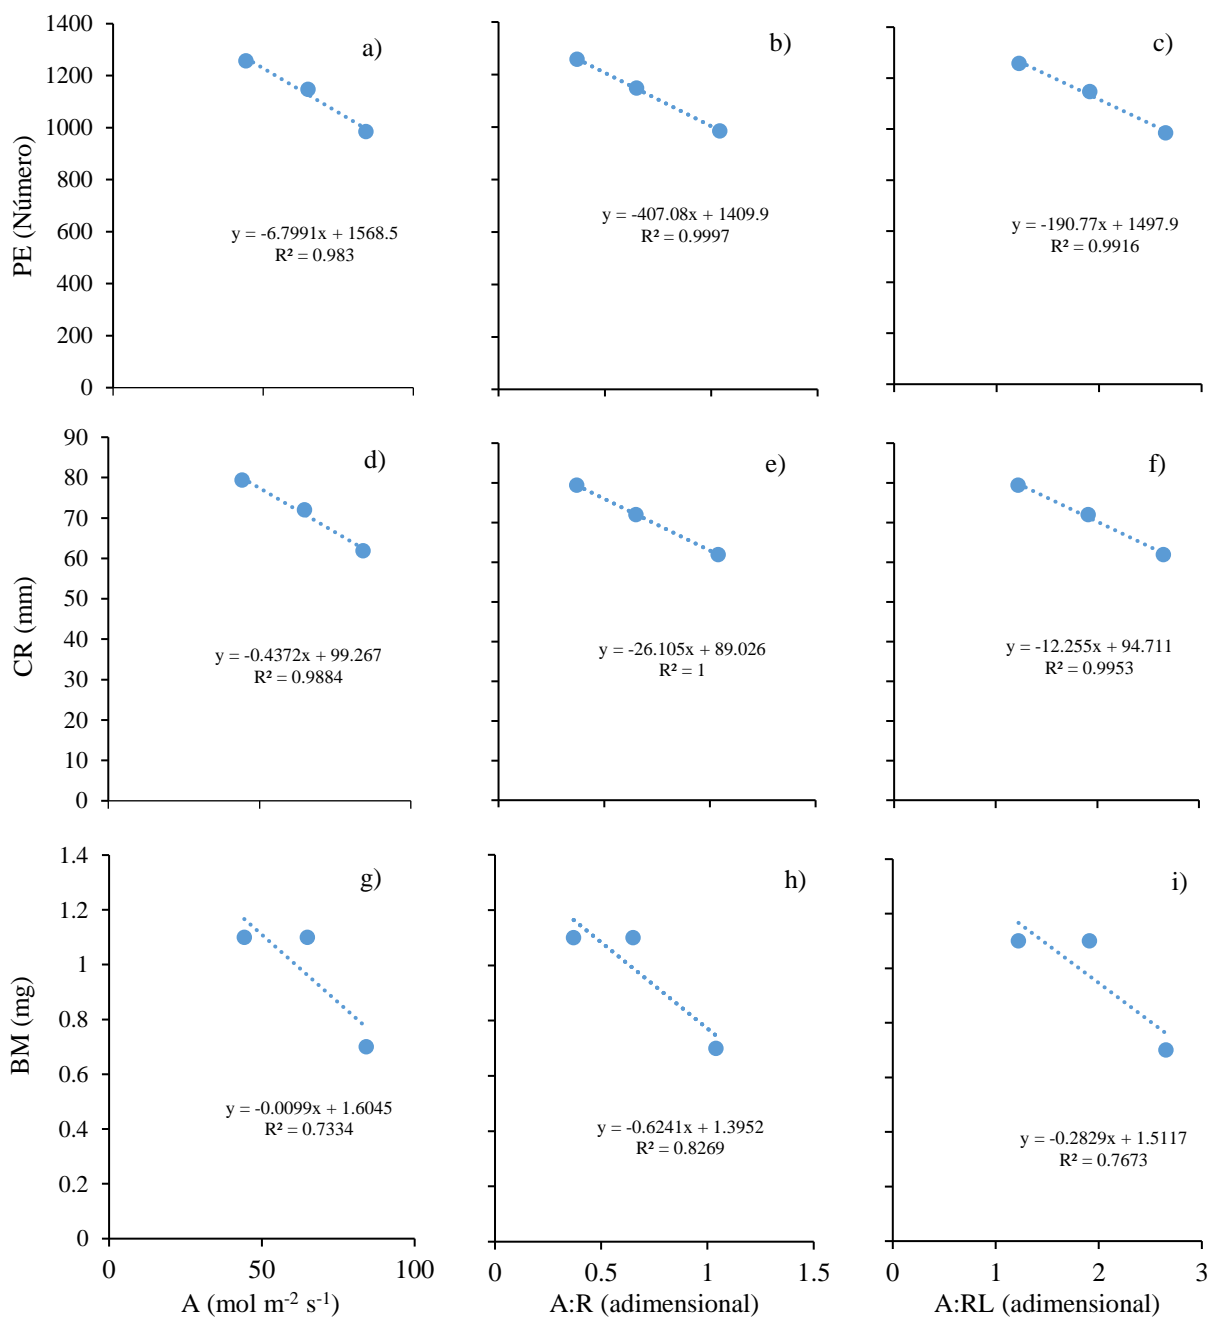 1400
1200
1000
800
600
400
200
0
PE (Número)
a)
y = -6.7991x + 1568.5
R² = 0.983
b)
y = -407.08x + 1409.9
R² = 0.9997
c)
y = -190.77x + 1497.9
R² = 0.9916
90
80
70
60
50
40
30
20
10
0
CR (mm)
d)
y = -0.4372x + 99.267
R² = 0.9884
e)
y = -26.105x + 89.026
R² = 1
f)
y = -12.255x + 94.711
R² = 0.9953
1.4
1.2
1
0.8
0.6
0.4
0.2
0
BM (mg)
g)
y = -0.0099x + 1.6045
R² = 0.7334
0 50 100
A (mol m⁻² s⁻¹)
h)
y = -0.6241x + 1.3952
R² = 0.8269
0 0.5 1 1.5
A:R (adimensional)
i)
y = -0.2829x + 1.5117
R² = 0.7673
0 1 2 3
A:RL (adimensional)